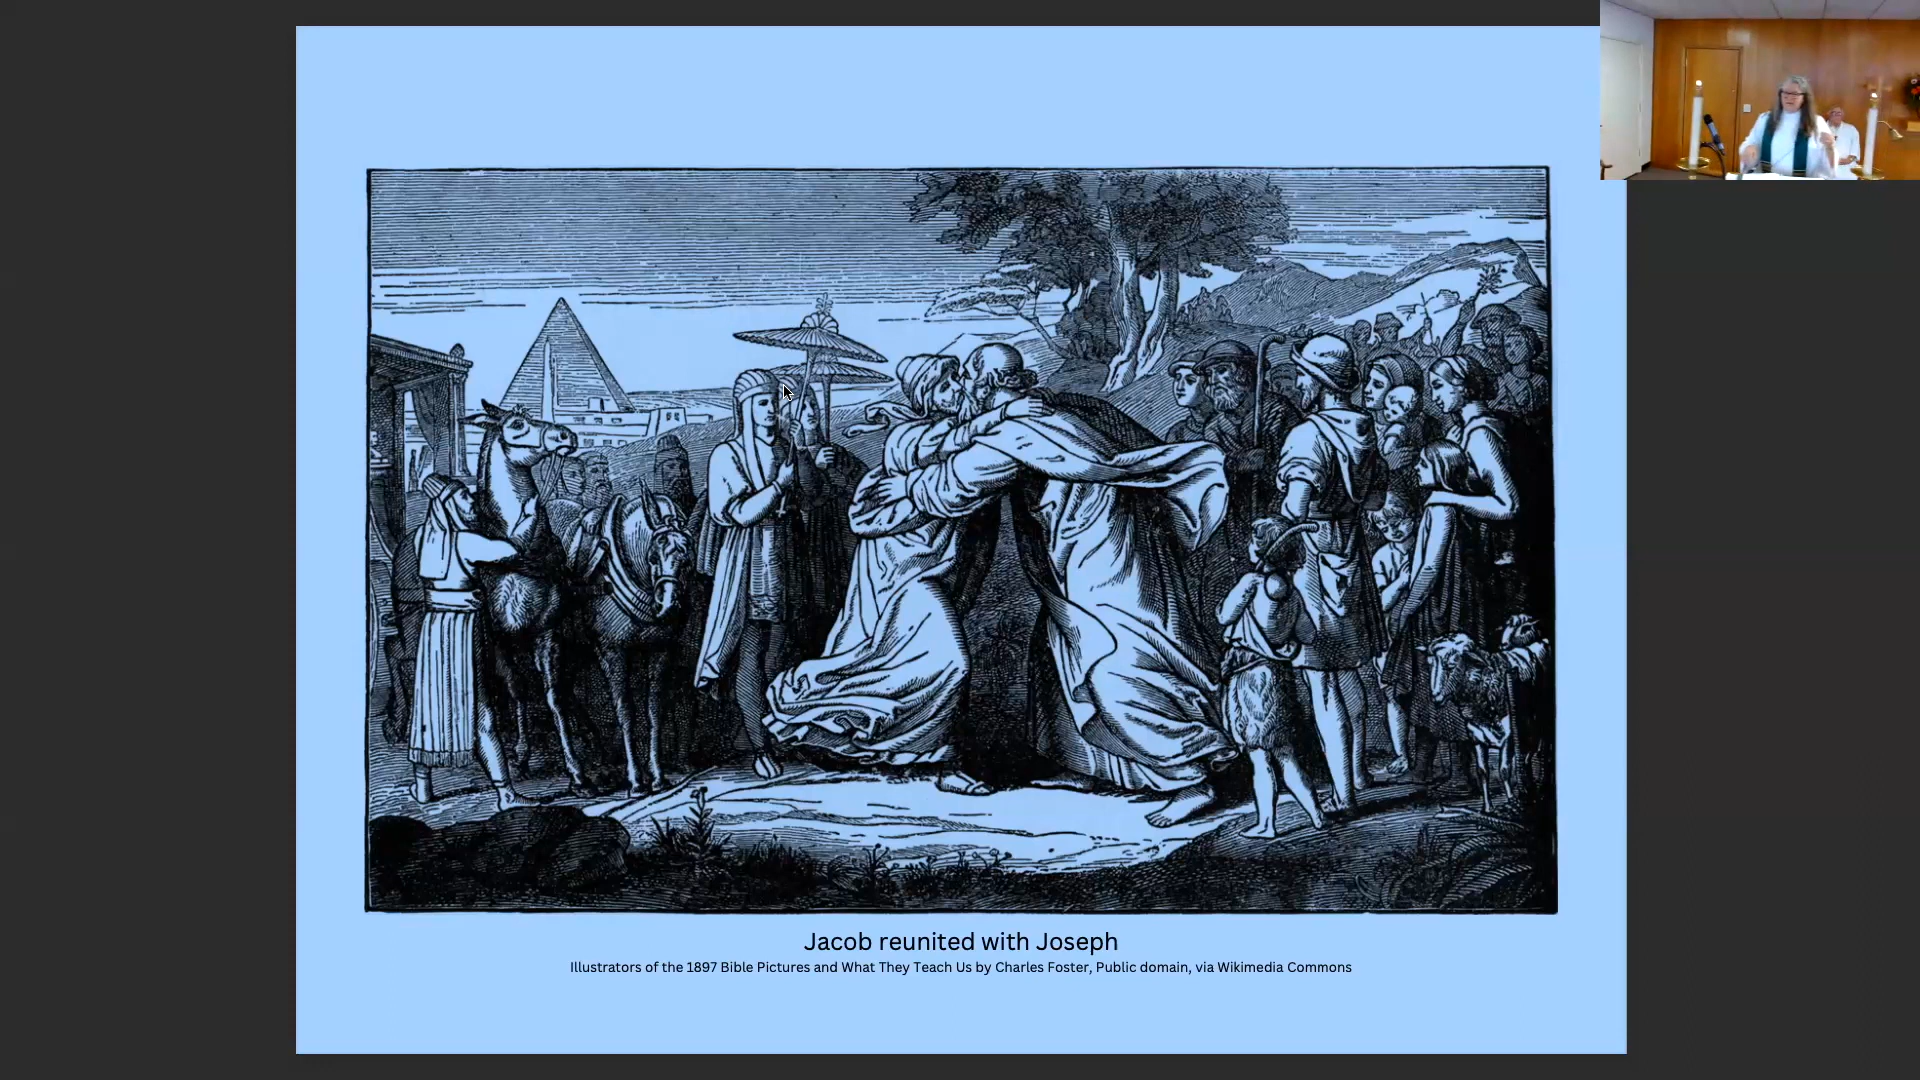 Jacob reunited with Joseph
Illustrators of the 1897 Bible Pictures and What They Teach Us by Charles Foster, Public domain, via Wikimedia Commons